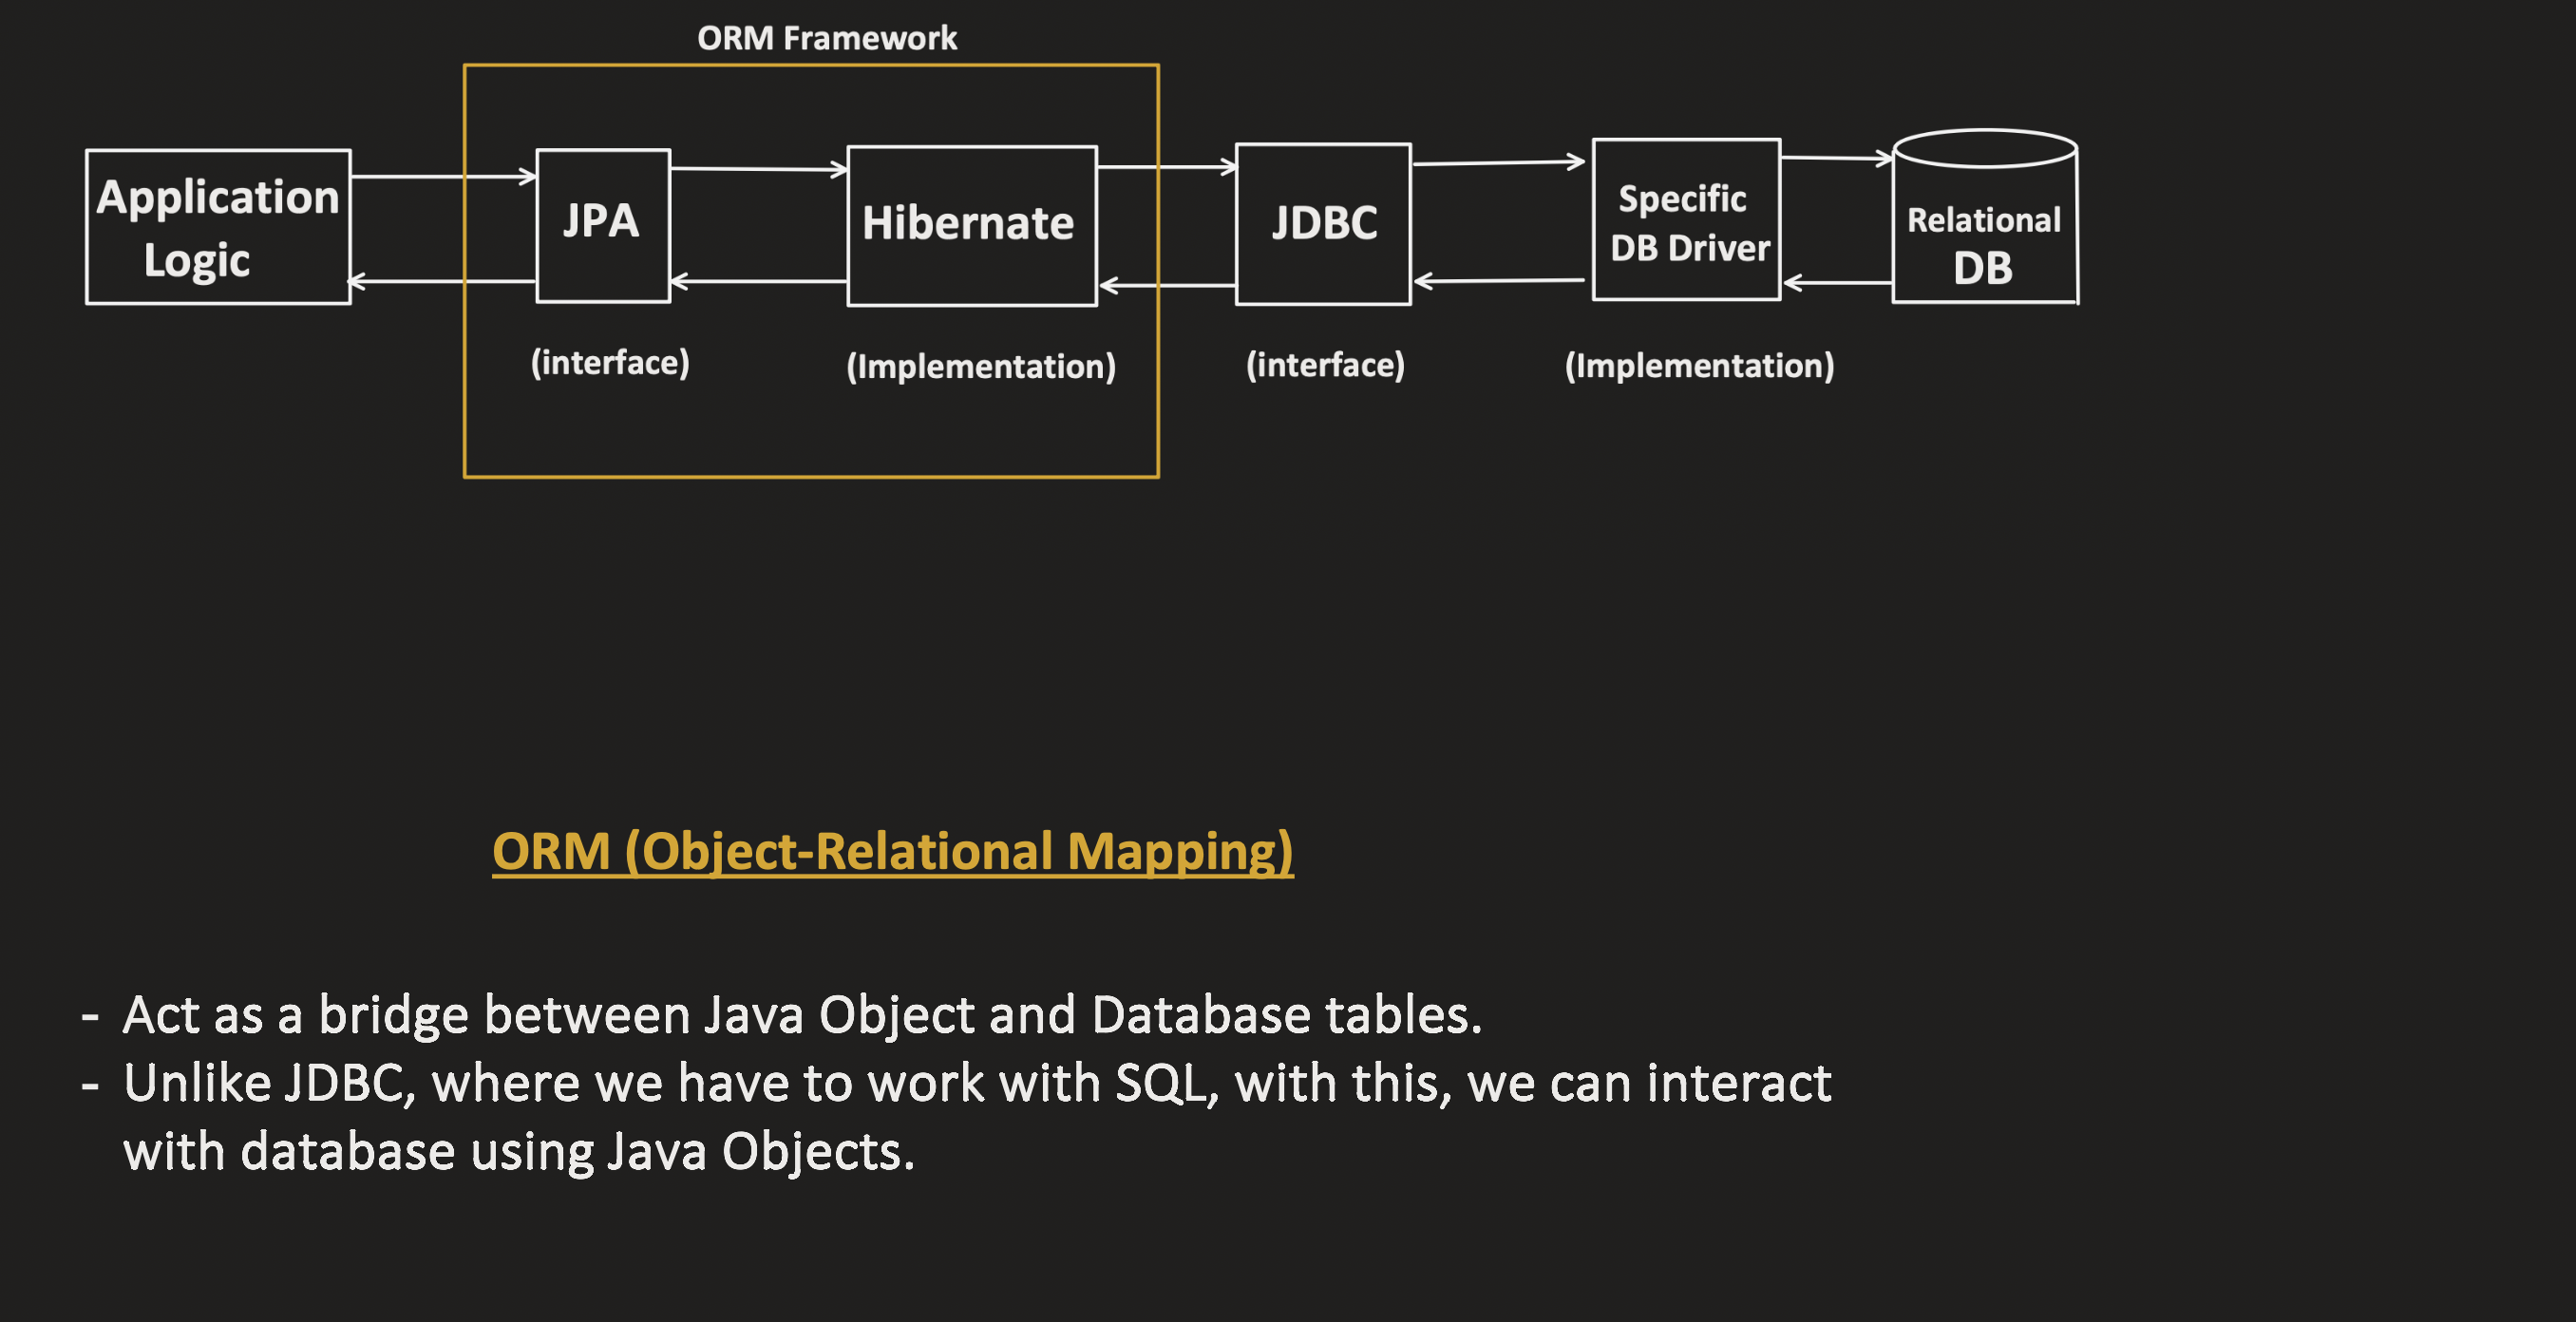 ORM Framework
Application
Logic
JPA
Hibernate
JDBC
Specific
DB Driver
Relational
DB
(interface)
(Implementation)
(interface)
(Implementation)
ORM (Object-Relational Mapping)
- Act as a bridge between Java Object and Database tables.
- Unlike JDBC, where we have to work with SQL, with this, we can interact
with database using Java Objects.